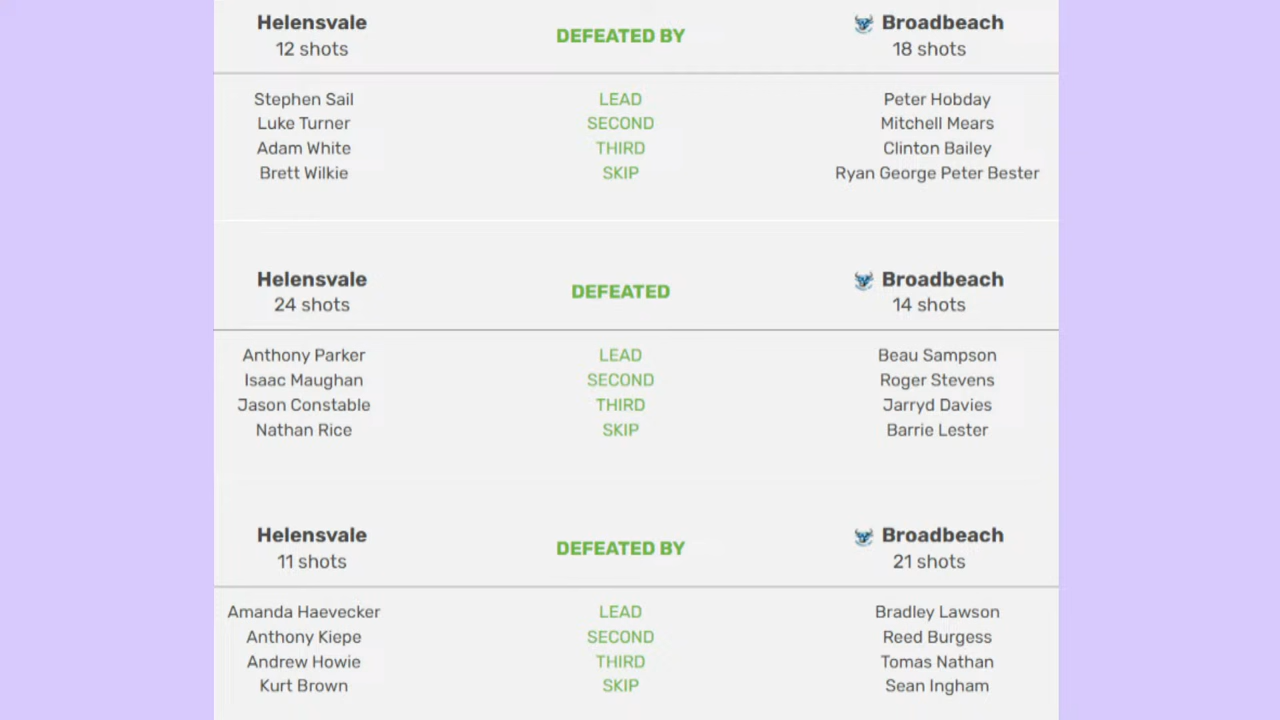 Helensvale DEFEATED BY Broadbeach
12 shots 18 shots
Stephen Sail LEAD Peter Hobday
Luke Turner SECOND Mitchell Mears
Adam White THIRD Clinton Bailey
Brett Wilkie SKIP Ryan George Peter Bester
Helensvale DEFEATED Broadbeach
24 shots 14 shots
Anthony Parker LEAD Beau Sampson
Isaac Maughan SECOND Roger Stevens
Jason Constable THIRD Jarryd Davies
Nathan Rice SKIP Barrie Lester
Helensvale DEFEATED BY Broadbeach
11 shots 21 shots
Amanda Haevecker LEAD Bradley Lawson
Anthony Kiepe SECOND Reed Burgess
Andrew Howie THIRD Tomas Nathan
Kurt Brown SKIP Sean Ingham